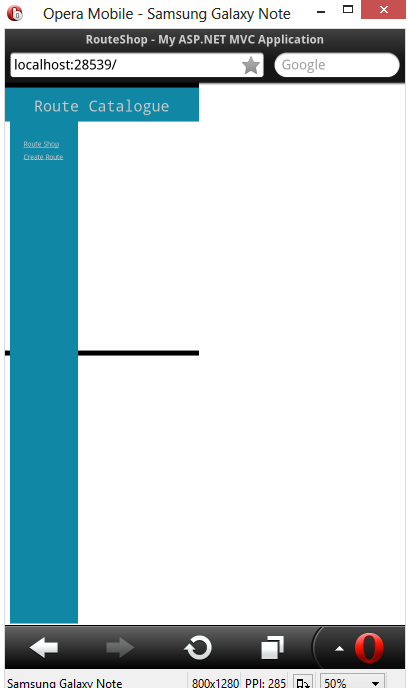 Opera Mobile - Samsung Galaxy Note
RouteShop - My ASP.NET MVC Application
localhost:28539/
Google
Route Catalogue
Route Shop
Create Route
Samsung Galaxy Note 800x1280 PPI: 285 50%